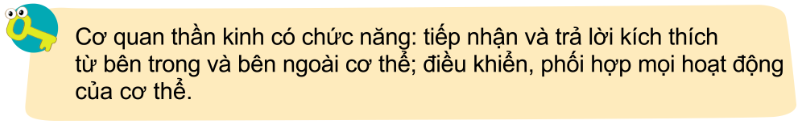 Cơ quan thần kinh có chức năng: tiếp nhận và trả lời kích thích
từ bên trong và bên ngoài cơ thể; điều khiển, phối hợp mọi hoạt động
của cơ thể.